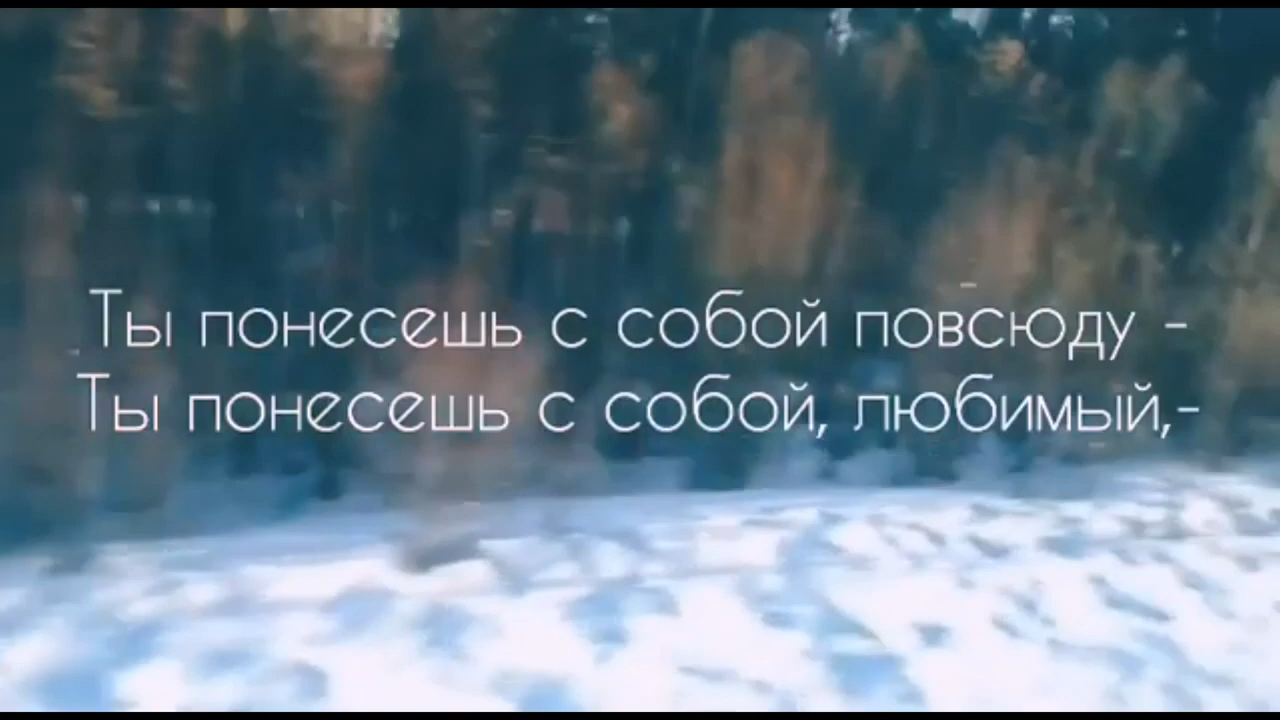 Ты понесешь с собой повсюду -
Ты понесешь с собой, любимый,-